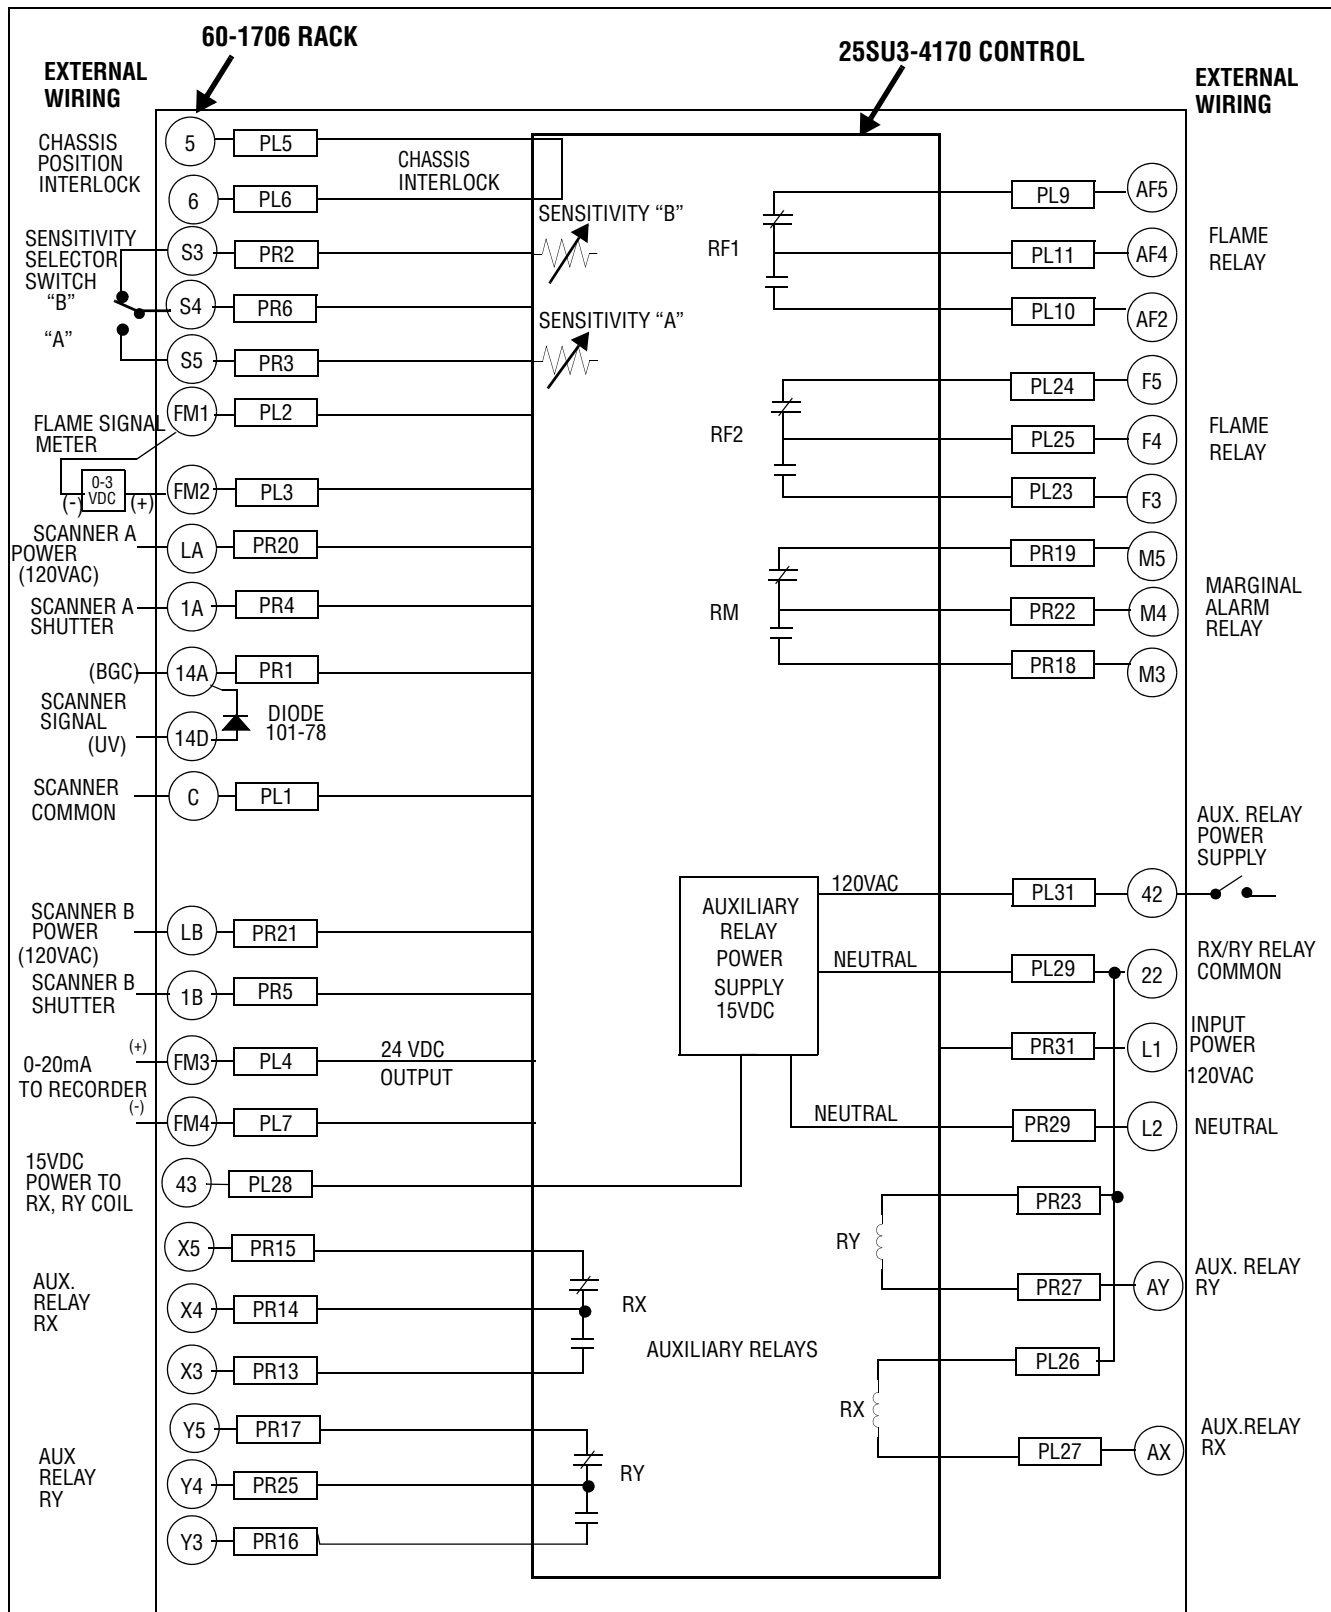 60-1706 RACK
25SU3-4170 CONTROL
EXTERNAL
WIRING
EXTERNAL
WIRING
CHASSIS
POSITION
INTERLOCK
5
PL5
CHASSIS
INTERLOCK
6
PL6
SENSITIVITY
SELECTOR
SWITCH
"B"
"A"
S3
PR2
SENSITIVITY "B"
S4
PR6
SENSITIVITY "A"
S5
PR3
FLAME SIGNAL
METER
FM1
PL2
0-3
VDC
(-)
(+)
FM2
PL3
SCANNER A
POWER
(120VAC)
LA
PR20
SCANNER A
SHUTTER
1A
PR4
(BGC)
14A
PR1
SCANNER
SIGNAL
(UV)
14D
DIODE
101-78
SCANNER
COMMON
C
PL1
SCANNER B
POWER
(120VAC)
LB
PR21
SCANNER B
SHUTTER
1B
PR5
(+)
0-20mA
TO RECORDER
(-)
FM3
PL4
24 VDC
OUTPUT
FM4
PL7
15VDC
POWER TO
RX, RY COIL
43
PL28
AUX.
RELAY
RX
X5
PR15
X4
PR14
RX
X3
PR13
AUXILIARY RELAYS
AUX
RELAY
RY
Y5
PR17
Y4
PR25
RY
Y3
PR16
RF1
PL9
AF5
PL11
AF4
PL10
AF2
FLAME
RELAY
RF2
PL24
F5
PL25
F4
PL23
F3
FLAME
RELAY
RM
PR19
M5
PR22
M4
PR18
M3
MARGINAL
ALARM
RELAY
AUXILIARY
RELAY
POWER
SUPPLY
15VDC
120VAC
PL31
42
AUX. RELAY
POWER
SUPPLY
NEUTRAL
PL29
22
RX/RY RELAY
COMMON
PR31
L1
INPUT
POWER
120VAC
NEUTRAL
PR29
L2
NEUTRAL
RY
PR23
PR27
AY
AUX. RELAY
RY
RX
PL26
PL27
AX
AUX.RELAY
RX